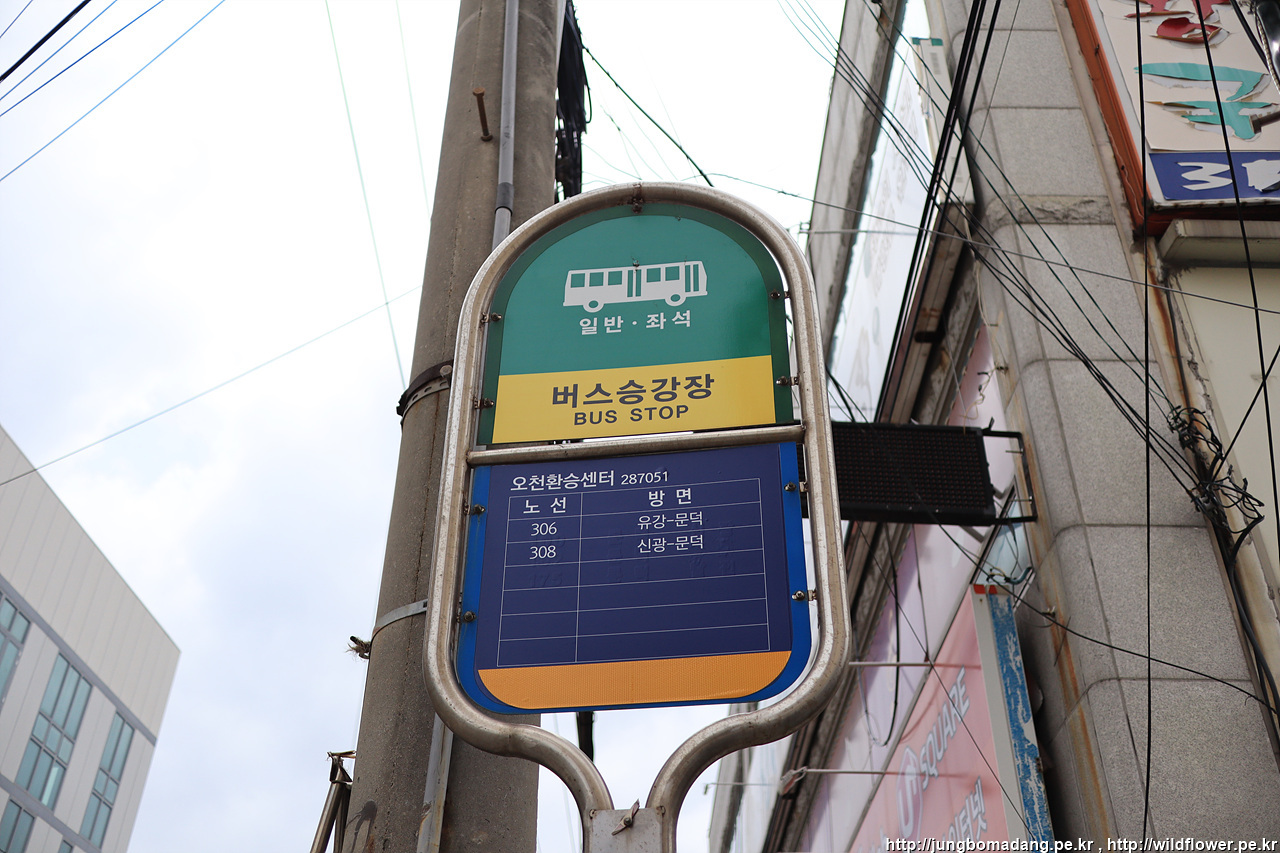 일반·좌석
버스승강장
BUS STOP
오천환승센터 287051
노 선 방 면
306 유강-문덕
308 신광-문덕
SQUARE
http://jungbomadang.pe.kr , http://wildflower.pe.kr